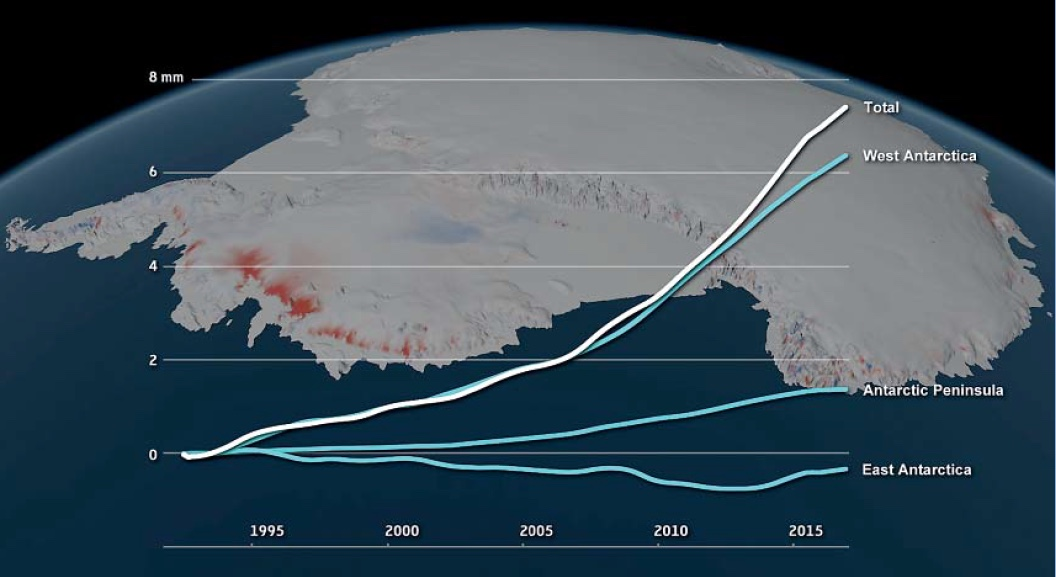 8 mm
Total
West Antarctica
6
4
2
Antarctic Peninsula
0
East Antarctica
1995 2000 2005 2010 2015